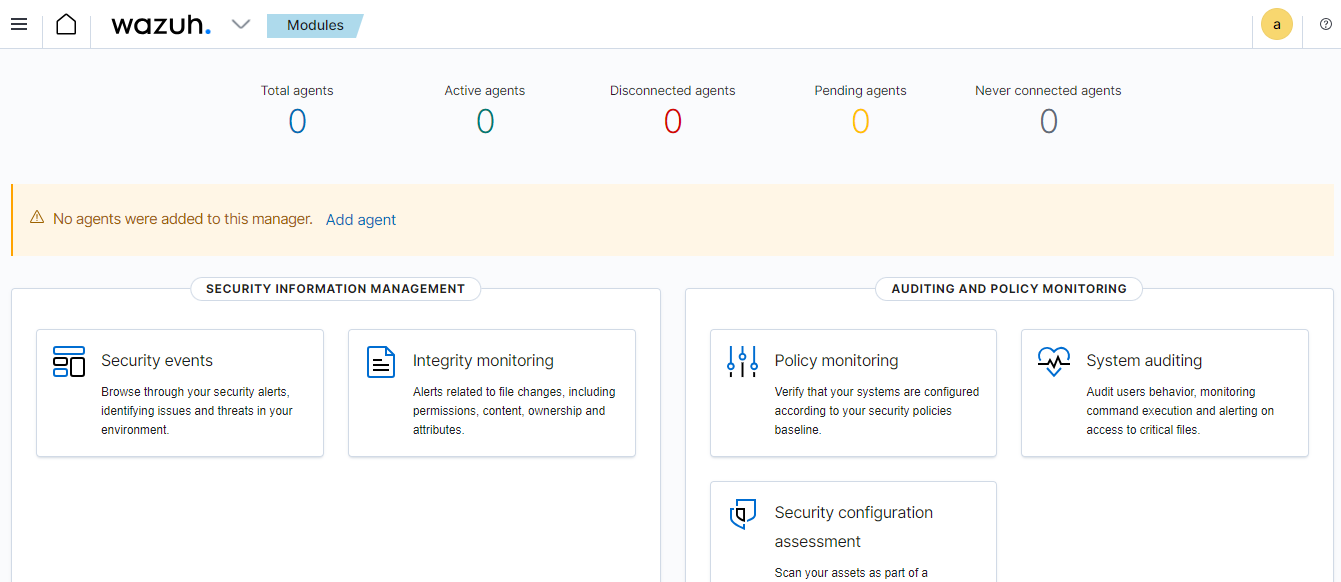 wazuh.
Modules
a
Total agents
0
Active agents
0
Disconnected agents
0
Pending agents
0
Never connected agents
0
No agents were added to this manager. Add agent
SECURITY INFORMATION MANAGEMENT
Security events
Browse through your security alerts,
identifying issues and threats in your
environment.
Integrity monitoring
Alerts related to file changes, including
permissions, content, ownership and
attributes.
AUDITING AND POLICY MONITORING
Policy monitoring
Verify that your systems are configured
according to your security policies
baseline.
System auditing
Audit users behavior, monitoring
command execution and alerting on
access to critical files.
Security configuration
assessment
Scan your assets as part of a